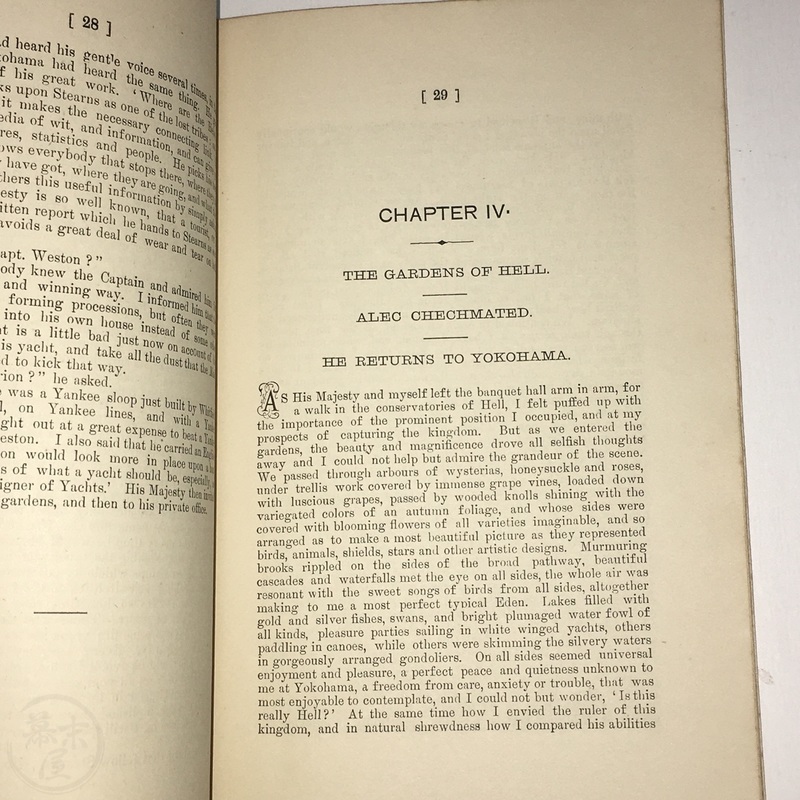 [ 28 ]
d heard his gent'e voice several times,
ohama had heard the same thing.
f his great work. ‘Where are the
ks upon Stearns as one of the lost tribes
it makes the necessary connecting
edia of wit, and information, and can
res, statistics and people. He picks
ows everybody that stops there, where
have got, where they are going, and
hers this useful information by simply
esty is so well known, that a tourist,
itten report which he hands to Stearns
avoids a great deal of wear and tear
apt. Weston ?"
ody knew the Captain and admired
and winning way. I informed him
forming processions, but often they
into his own house instead of some
t is a little bad just now on account of
is yacht, and take all the dust that the
d to kick that way.
ion ?" he asked.
was a Yankee sloop just built by
l, on Yankee lines, and with a
ght out at a great expense to beat a
eston. I also said that he carried an
on would look more in place upon a
s of what a yacht should be, especially
igner of Yachts.’ His Majesty then
gardens, and then to his private office.
[ 29 ]
CHAPTER IV.
THE GARDENS OF HELL.
ALEC CHECHMATED.
HE RETURNS TO YOKOHAMA.
AS His Majesty and myself left the banquet hall arm in arm, for
a walk in the conservatories of Hell, I felt puffed up with
the importance of the prominent position I occupied, and at my
prospects of capturing the kingdom. But as we entered the
gardens, the beauty and magnificence drove all selfish thoughts
away and I could not help but admire the grandeur of the scene.
We passed through arbours of wysterias, honeysuckle and roses,
under trellis work covered by immense grape vines, loaded down
with luscious grapes, passed by wooded knolls shining with the
variegated colors of an autumn foliage, and whose sides were
covered with blooming flowers of all varieties imaginable, and so
arranged as to make a most beautiful picture as they represented
birds, animals, shields, stars and other artistic designs. Murmuring
brooks rippled on the sides of the broad pathway, beautiful
cascades and waterfalls met the eye on all sides, the whole air was
resonant with the sweet songs of birds from all sides, altogether
making to me a most perfect typical Eden. Lakes filled with
gold and silver fishes, swans, and bright plumaged water fowl of
all kinds, pleasure parties sailing in white winged yachts, others
paddling in canoes, while others were skimming the silvery waters
in gorgeously arranged gondoliers. On all sides seemed universal
enjoyment and pleasure, a perfect peace and quietness unknown to
me at Yokohama, a freedom from care, anxiety or trouble, that was
most enjoyable to contemplate, and I could not but wonder, ‘Is this
really Hell?’ At the same time how I envied the ruler of this
kingdom, and in natural shrewdness how I compared his abilities